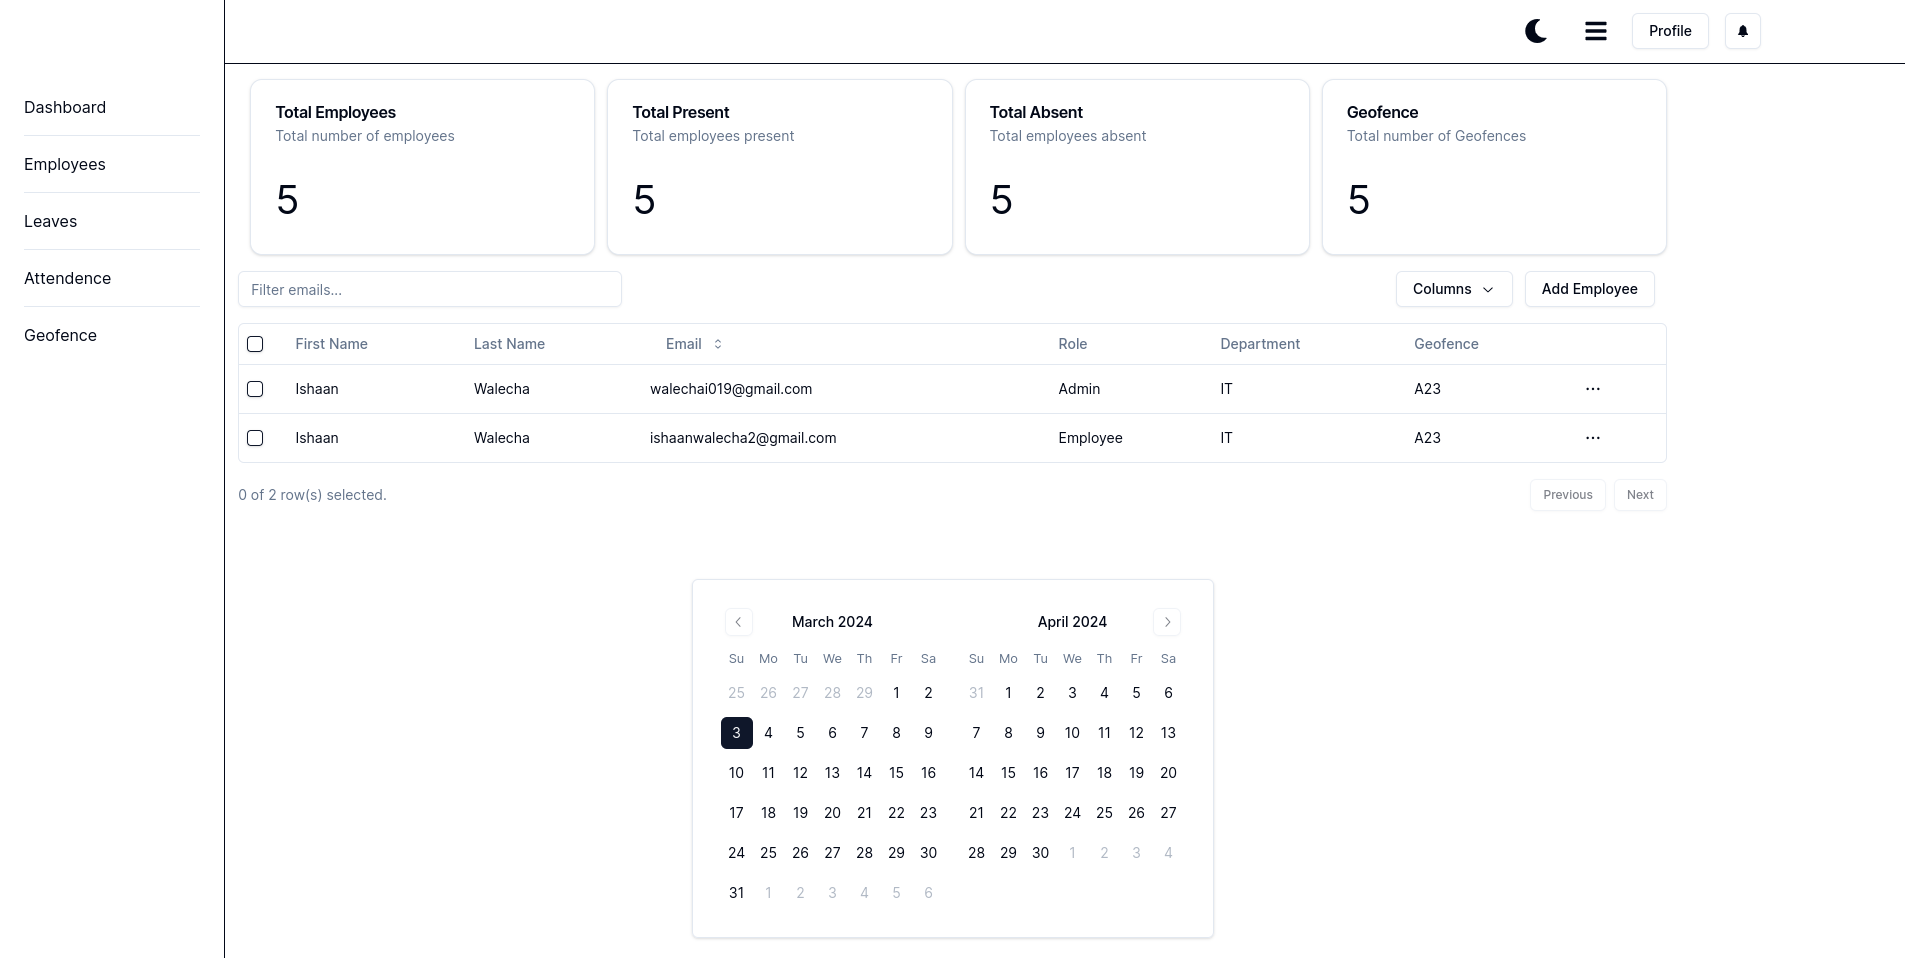 Profile
Dashboard
Employees
Leaves
Attendence
Geofence
Total Employees
Total number of employees
5
Total Present
Total employees present
5
Total Absent
Total employees absent
5
Geofence
Total number of Geofences
5
Filter emails...
Columns
Add Employee
First Name Last Name Email Role Department Geofence
Ishaan Walecha walechai019@gmail.com Admin IT A23 ...
Ishaan Walecha ishaanwalecha2@gmail.com Employee IT A23 ...
0 of 2 row(s) selected.
Previous
Next
March 2024
Su Mo Tu We Th Fr Sa
25 26 27 28 29 1 2
3 4 5 6 7 8 9
10 11 12 13 14 15 16
17 18 19 20 21 22 23
24 25 26 27 28 29 30
31 1 2 3 4 5 6
April 2024
Su Mo Tu We Th Fr Sa
31 1 2 3 4 5 6
7 8 9 10 11 12 13
14 15 16 17 18 19 20
21 22 23 24 25 26 27
28 29 30 1 2 3 4